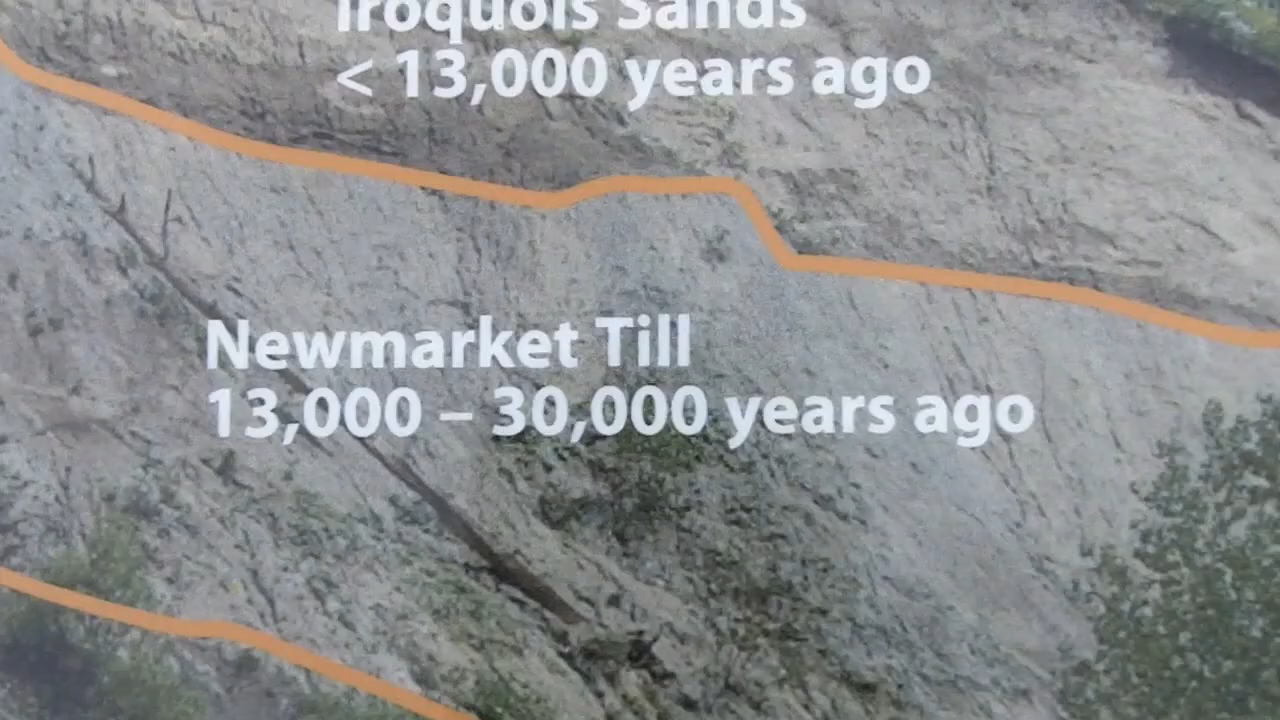 Iroquois Sands
< 13,000 years ago
Newmarket Till
13,000 – 30,000 years ago